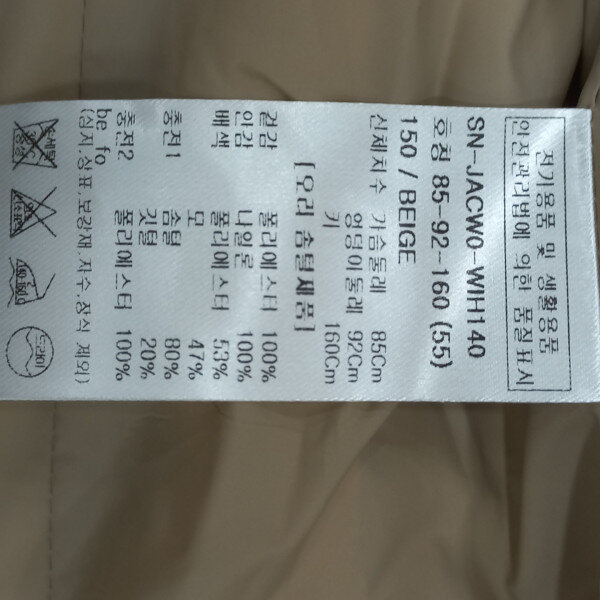 전기용품 및 생활용품
안전관리법에 의한 품질표시
SN-JACW0-WIH140
호칭 85-92-160 (55)
150 / BEIGE
신체치수 가슴둘레 85Cm
엉덩이둘레 92Cm
키 160Cm
[오리 솜털제품]
겉감 폴리에스터 100%
안감 나일론 100%
배색 폴리에스터 53%
모 47%
충전1 솜털 80%
깃털 20%
충전2 폴리에스터 100%
be fo.
(심지,상표,보강재,자수,장식 제외)
드라이